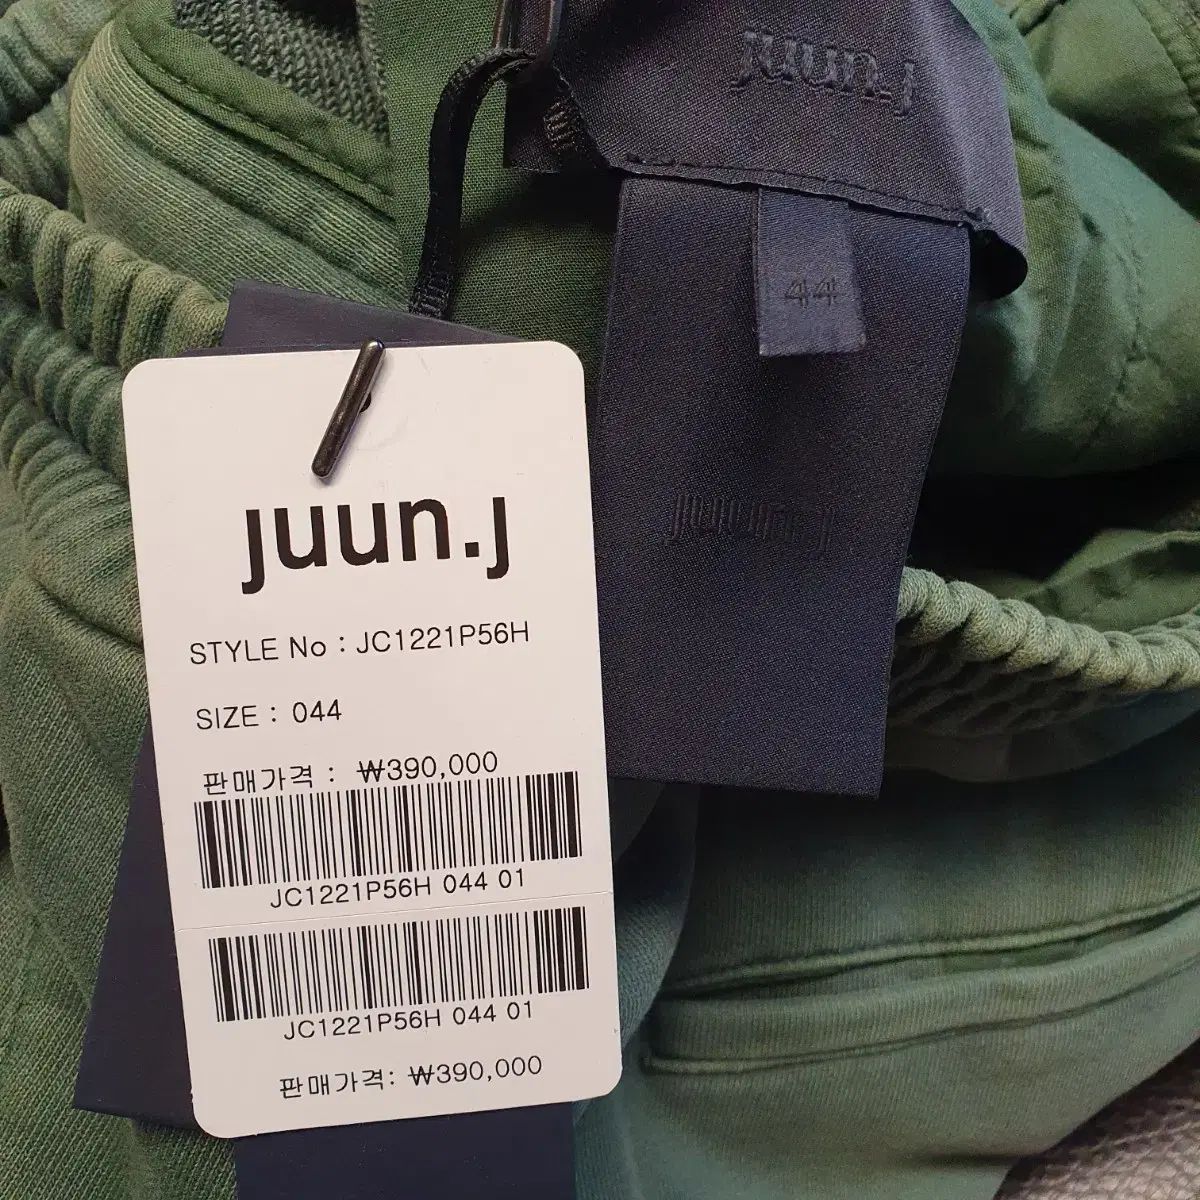 juun.j
44
juun.j
juun.j
STYLE No : JC1221P56H
SIZE : 044
판매가격 : ₩390,000
JC1221P56H 044 01
JC1221P56H 044 01
판매가격: ₩390,000